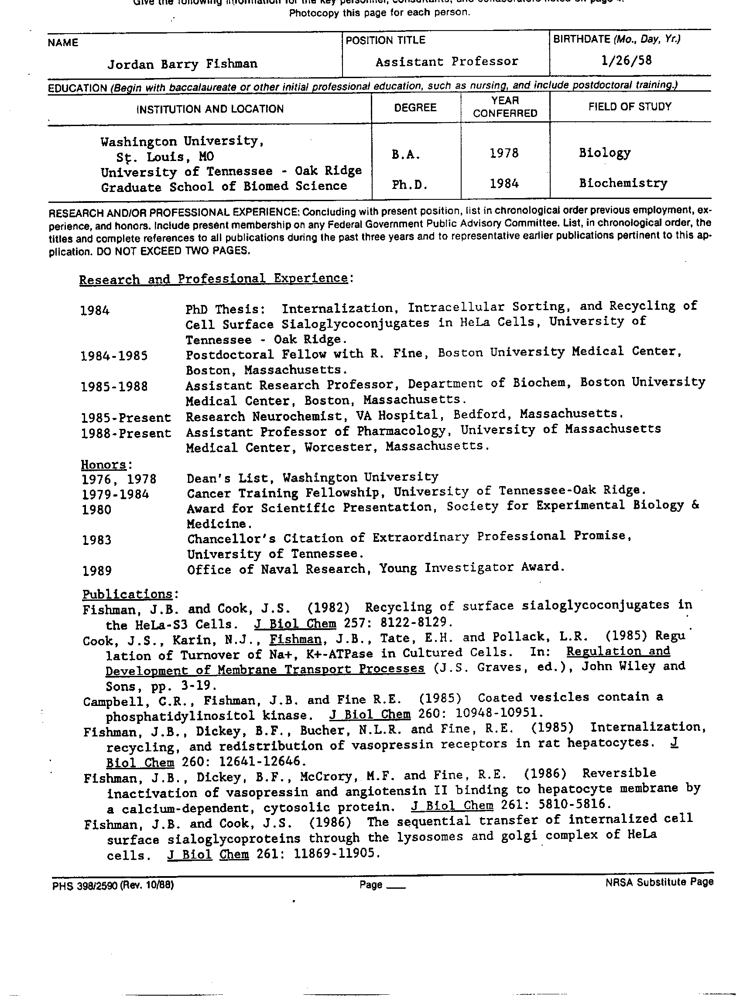 Give the following information for the key personnel, consultants, and collaborators listed on page
Photocopy this page for each person.
NAME
Jordan Barry Fishman
POSITION TITLE
Assistant Professor
BIRTHDATE (Mo., Day, Yr.)
1/26/58
EDUCATION (Begin with baccalaureate or other initial professional education, such as nursing, and include postdoctoral training.)
INSTITUTION AND LOCATION DEGREE YEAR CONFERRED FIELD OF STUDY
Washington University,
St. Louis, MO B.A. 1978 Biology
University of Tennessee - Oak Ridge
Graduate School of Biomed Science Ph.D. 1984 Biochemistry
RESEARCH AND/OR PROFESSIONAL EXPERIENCE: Concluding with present position, list in chronological order previous employment, ex-
perience, and honors. Include present membership on any Federal Government Public Advisory Committee. List, in chronological order, the
titles and complete references to all publications during the past three years and to representative earlier publications pertinent to this ap-
plication. DO NOT EXCEED TWO PAGES.
Research and Professional Experience:
1984 PhD Thesis: Internalization, Intracellular Sorting, and Recycling of
Cell Surface Sialoglycoconjugates in HeLa Cells, University of
Tennessee - Oak Ridge.
1984-1985 Postdoctoral Fellow with R. Fine, Boston University Medical Center,
Boston, Massachusetts.
1985-1988 Assistant Research Professor, Department of Biochem, Boston University
Medical Center, Boston, Massachusetts.
1985-Present Research Neurochemist, VA Hospital, Bedford, Massachusetts.
1988-Present Assistant Professor of Pharmacology, University of Massachusetts
Medical Center, Worcester, Massachusetts.
Honors:
1976, 1978 Dean's List, Washington University
1979-1984 Cancer Training Fellowship, University of Tennessee-Oak Ridge.
1980 Award for Scientific Presentation, Society for Experimental Biology &
Medicine.
1983 Chancellor's Citation of Extraordinary Professional Promise,
University of Tennessee.
1989 Office of Naval Research, Young Investigator Award.
Publications:
Fishman, J.B. and Cook, J.S. (1982) Recycling of surface sialoglycoconjugates in
the HeLa-S3 Cells. J Biol Chem 257: 8122-8129.
Cook, J.S., Karin, N.J., Fishman, J.B., Tate, E.H. and Pollack, L.R. (1985) Regu
lation of Turnover of Na+, K+-ATPase in Cultured Cells. In: Regulation and
Development of Membrane Transport Processes (J.S. Graves, ed.), John Wiley and
Sons, pp. 3-19.
Campbell, C.R., Fishman, J.B. and Fine R.E. (1985) Coated vesicles contain a
phosphatidylinositol kinase. J Biol Chem 260: 10948-10951.
Fishman, J.B., Dickey, B.F., Bucher, N.L.R. and Fine, R.E. (1985) Internalization,
recycling, and redistribution of vasopressin receptors in rat hepatocytes. J
Biol Chem 260: 12641-12646.
Fishman, J.B., Dickey, B.F., McCrory, M.F. and Fine, R.E. (1986) Reversible
inactivation of vasopressin and angiotensin II binding to hepatocyte membrane by
a calcium-dependent, cytosolic protein. J Biol Chem 261: 5810-5816.
Fishman, J.B. and Cook, J.S. (1986) The sequential transfer of internalized cell
surface sialoglycoproteins through the lysosomes and golgi complex of HeLa
cells. J Biol Chem 261: 11869-11905.
PHS 398/2590 (Rev. 10/88) Page NRSA Substitute Page